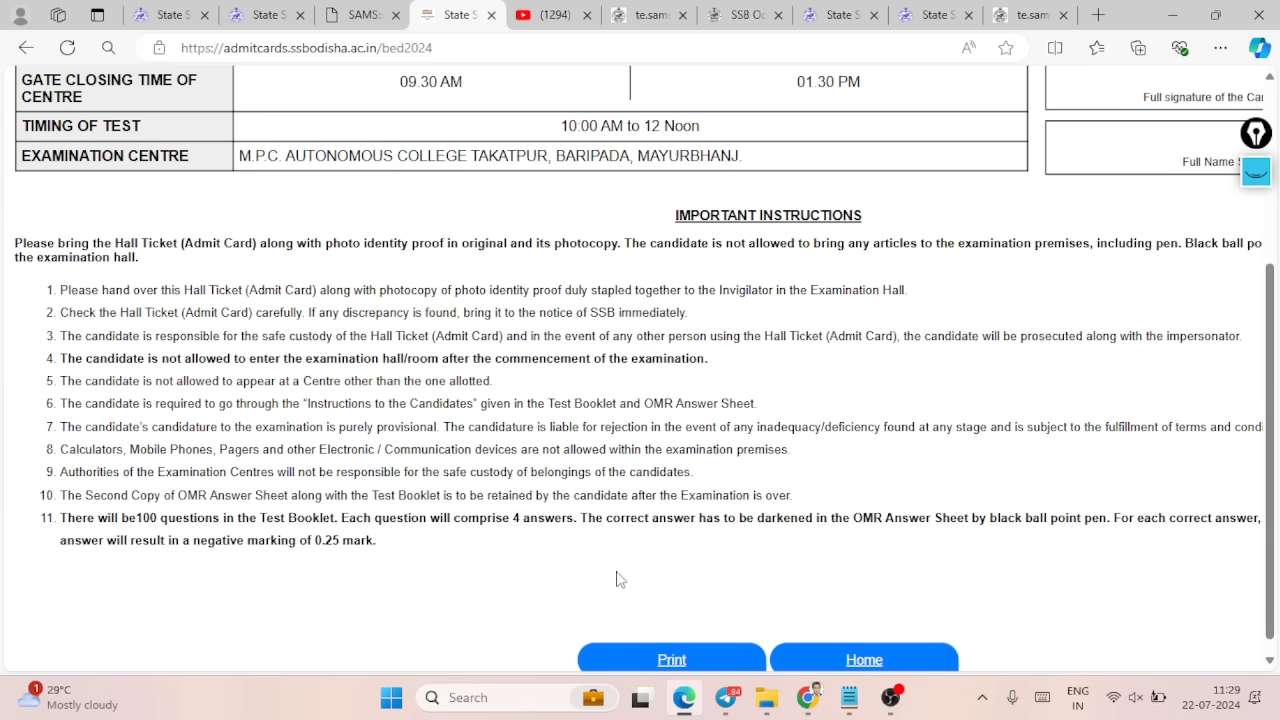 State S
State S
SAMS:
State S
(1294)
te.sam
SSB Oc
State S
State S
te.sam
https://admitcards.ssbodisha.ac.in/bed2024
GATE CLOSING TIME OF CENTRE
09.30 AM
01.30 PM
Full signature of the Ca
TIMING OF TEST
10:00 AM to 12 Noon
EXAMINATION CENTRE
M.P.C. AUTONOMOUS COLLEGE TAKATPUR, BARIPADA, MAYURBHANJ.
Full Name
IMPORTANT INSTRUCTIONS
Please bring the Hall Ticket (Admit Card) along with photo identity proof in original and its photocopy. The candidate is not allowed to bring any articles to the examination premises, including pen. Black ball po
the examination hall.
1. Please hand over this Hall Ticket (Admit Card) along with photocopy of photo identity proof duly stapled together to the Invigilator in the Examination Hall.
2. Check the Hall Ticket (Admit Card) carefully. If any discrepancy is found, bring it to the notice of SSB immediately.
3. The candidate is responsible for the safe custody of the Hall Ticket (Admit Card) and in the event of any other person using the Hall Ticket (Admit Card), the candidate will be prosecuted along with the impersonator.
4. The candidate is not allowed to enter the examination hall/room after the commencement of the examination.
5. The candidate is not allowed to appear at a Centre other than the one allotted.
6. The candidate is required to go through the “Instructions to the Candidates” given in the Test Booklet and OMR Answer Sheet.
7. The candidate’s candidature to the examination is purely provisional. The candidature is liable for rejection in the event of any inadequacy/deficiency found at any stage and is subject to the fulfillment of terms and condi
8. Calculators, Mobile Phones, Pagers and other Electronic / Communication devices are not allowed within the examination premises.
9. Authorities of the Examination Centres will not be responsible for the safe custody of belongings of the candidates.
10. The Second Copy of OMR Answer Sheet along with the Test Booklet is to be retained by the candidate after the Examination is over.
11. There will be100 questions in the Test Booklet. Each question will comprise 4 answers. The correct answer has to be darkened in the OMR Answer Sheet by black ball point pen. For each correct answer,
answer will result in a negative marking of 0.25 mark.
Print
Home
1
29°C
Mostly cloudy
Search
94
ENG
IN
11:29
22-07-2024